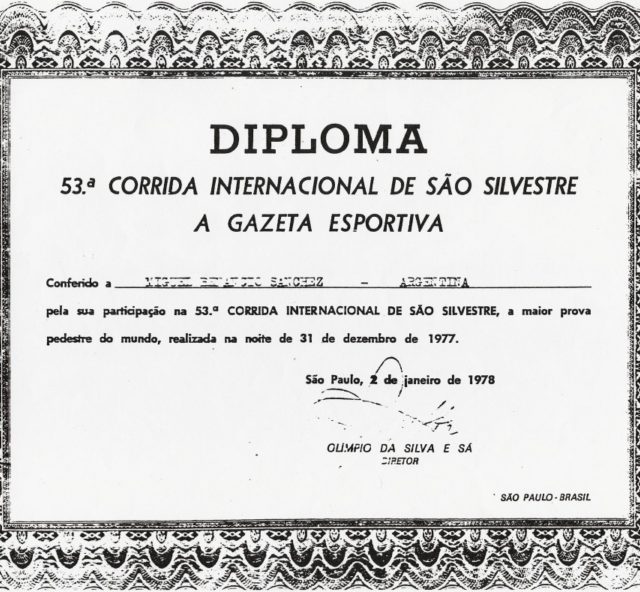 DIPLOMA
53.ª CORRIDA INTERNACIONAL DE SÃO SILVESTRE
A GAZETA ESPORTIVA
Conferido a MIGUEL BENANCIO SANCHEZ - ARGENTINA
pela sua participação na 53.ª CORRIDA INTERNACIONAL DE SÃO SILVESTRE, a maior prova
pedestre do mundo, realizada na noite de 31 de dezembro de 1977.
São Paulo, 2 de janeiro de 1978
OLIMPIO DA SILVA E SÁ
DIRETOR
SÃO PAULO - BRASIL